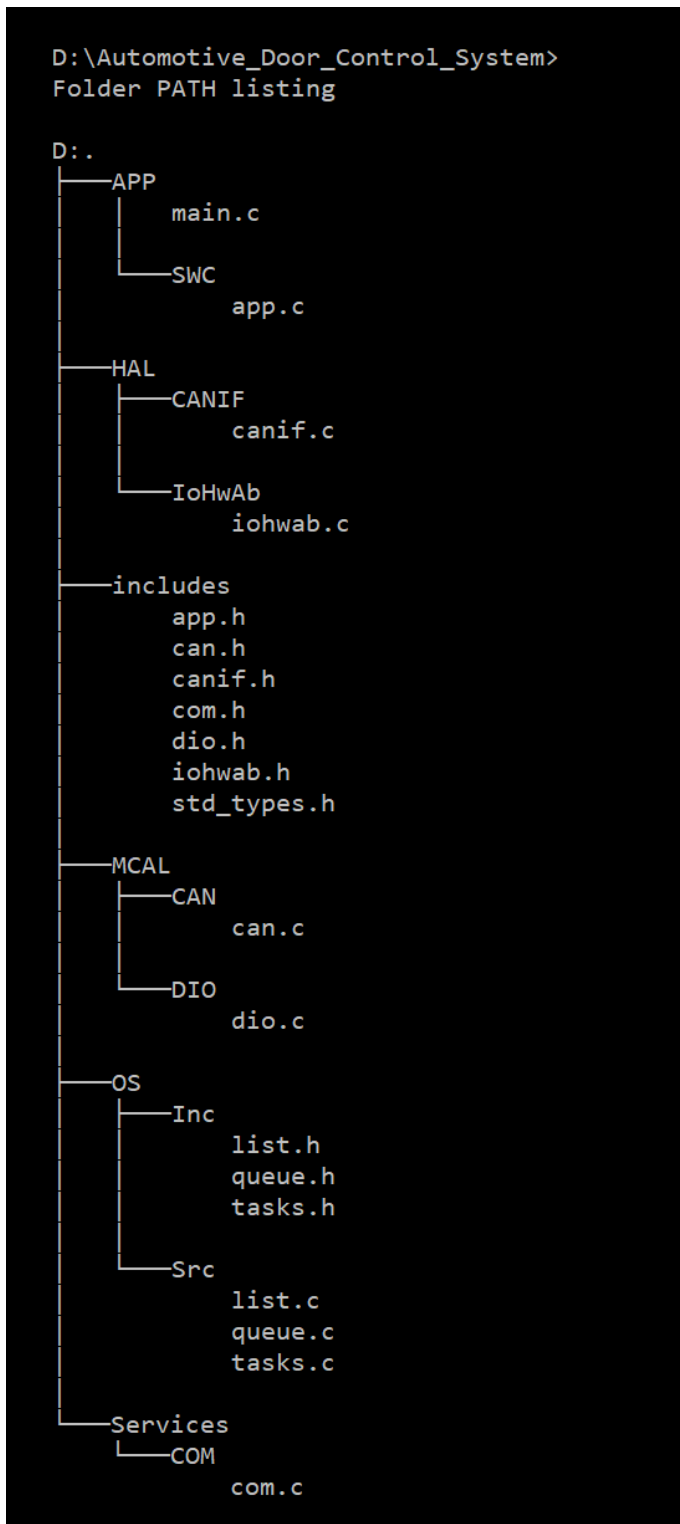 D:\Automotive_Door_Control_System>
Folder PATH listing
D:.
├───APP
│   │   main.c
│   │
│   └───SWC
│           app.c
│
├───HAL
│   ├───CANIF
│   │       canif.c
│   │
│   └───IoHwAb
│           iohwab.c
│
├───includes
│       app.h
│       can.h
│       canif.h
│       com.h
│       dio.h
│       iohwab.h
│       std_types.h
│
├───MCAL
│   ├───CAN
│   │       can.c
│   │
│   └───DIO
│           dio.c
│
├───OS
│   ├───Inc
│   │       list.h
│   │       queue.h
│   │       tasks.h
│   │
│   └───Src
│           list.c
│           queue.c
│           tasks.c
│
└───Services
    └───COM
            com.c